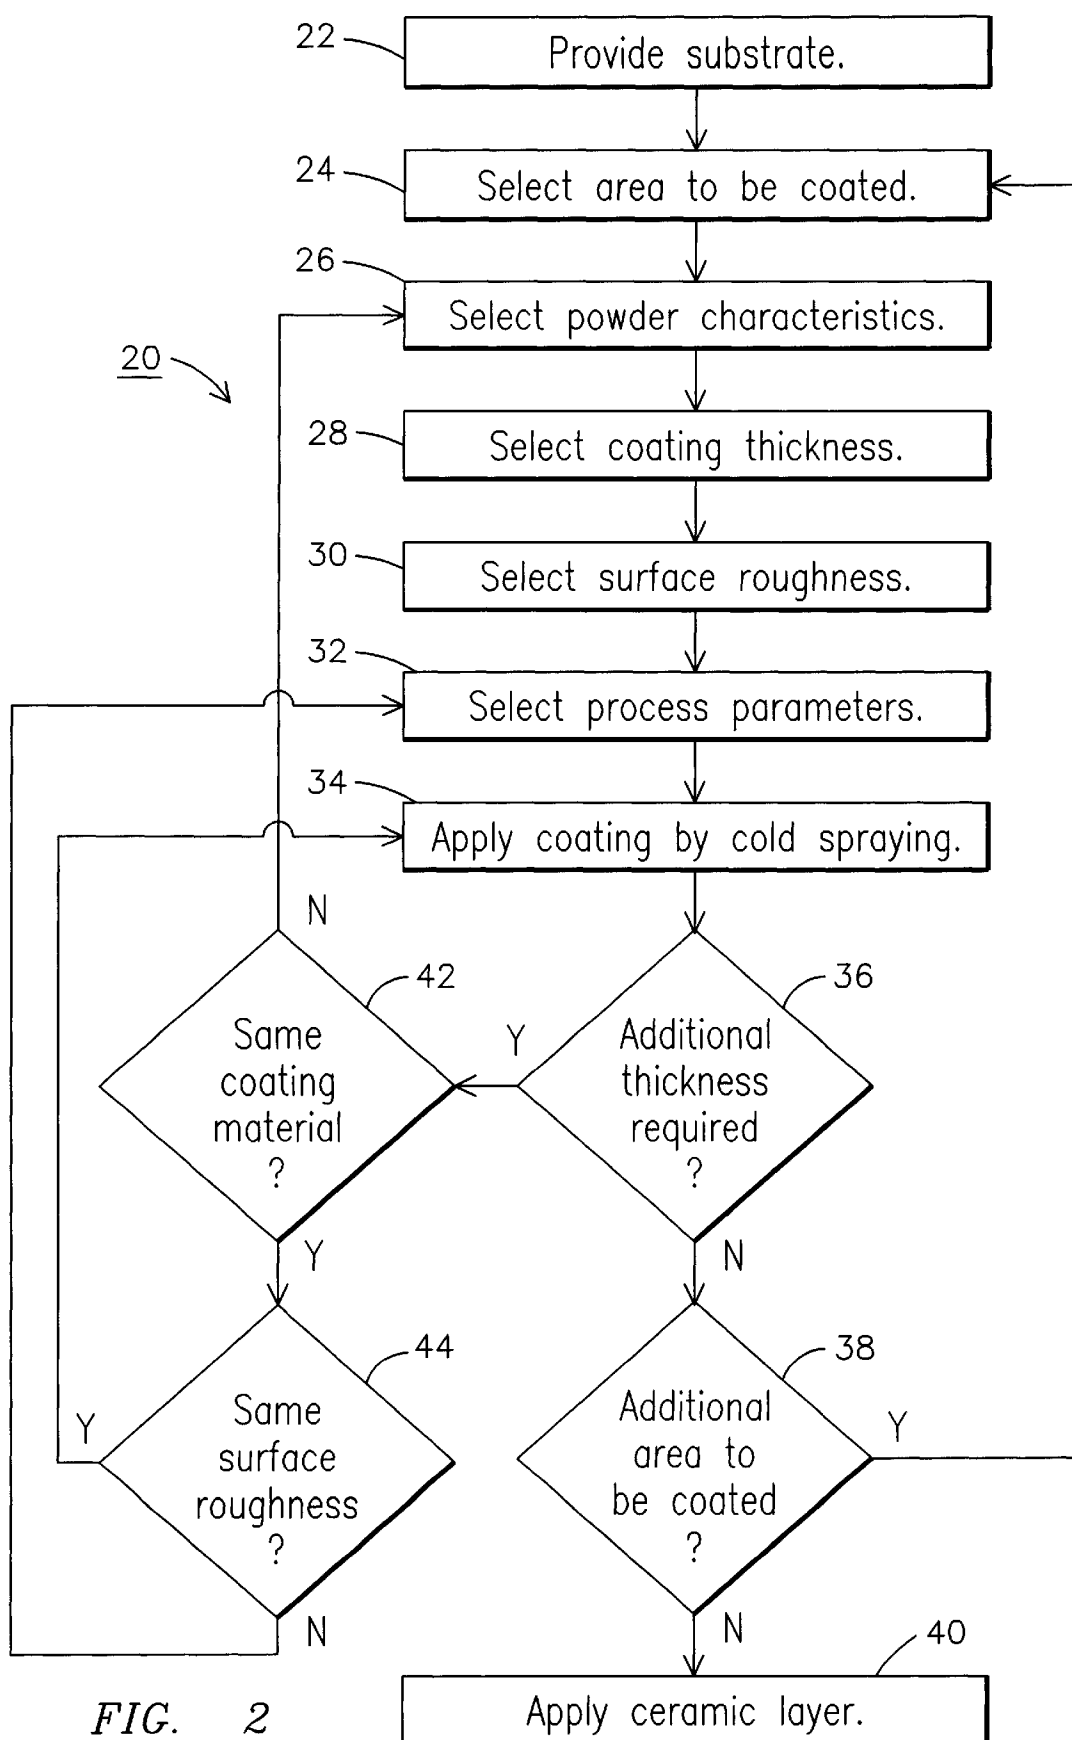 22
Provide substrate.
24
Select area to be coated.
26
Select powder characteristics.
20
28
Select coating thickness.
30
Select surface roughness.
32
Select process parameters.
34
Apply coating by cold spraying.
N
42
36
Same
coating
material
?
Y
Additional
thickness
required
?
Y
N
44
38
Same
surface
roughness
?
Y
Additional
area to
be coated
?
Y
N
N
40
Apply ceramic layer.
FIG. 2